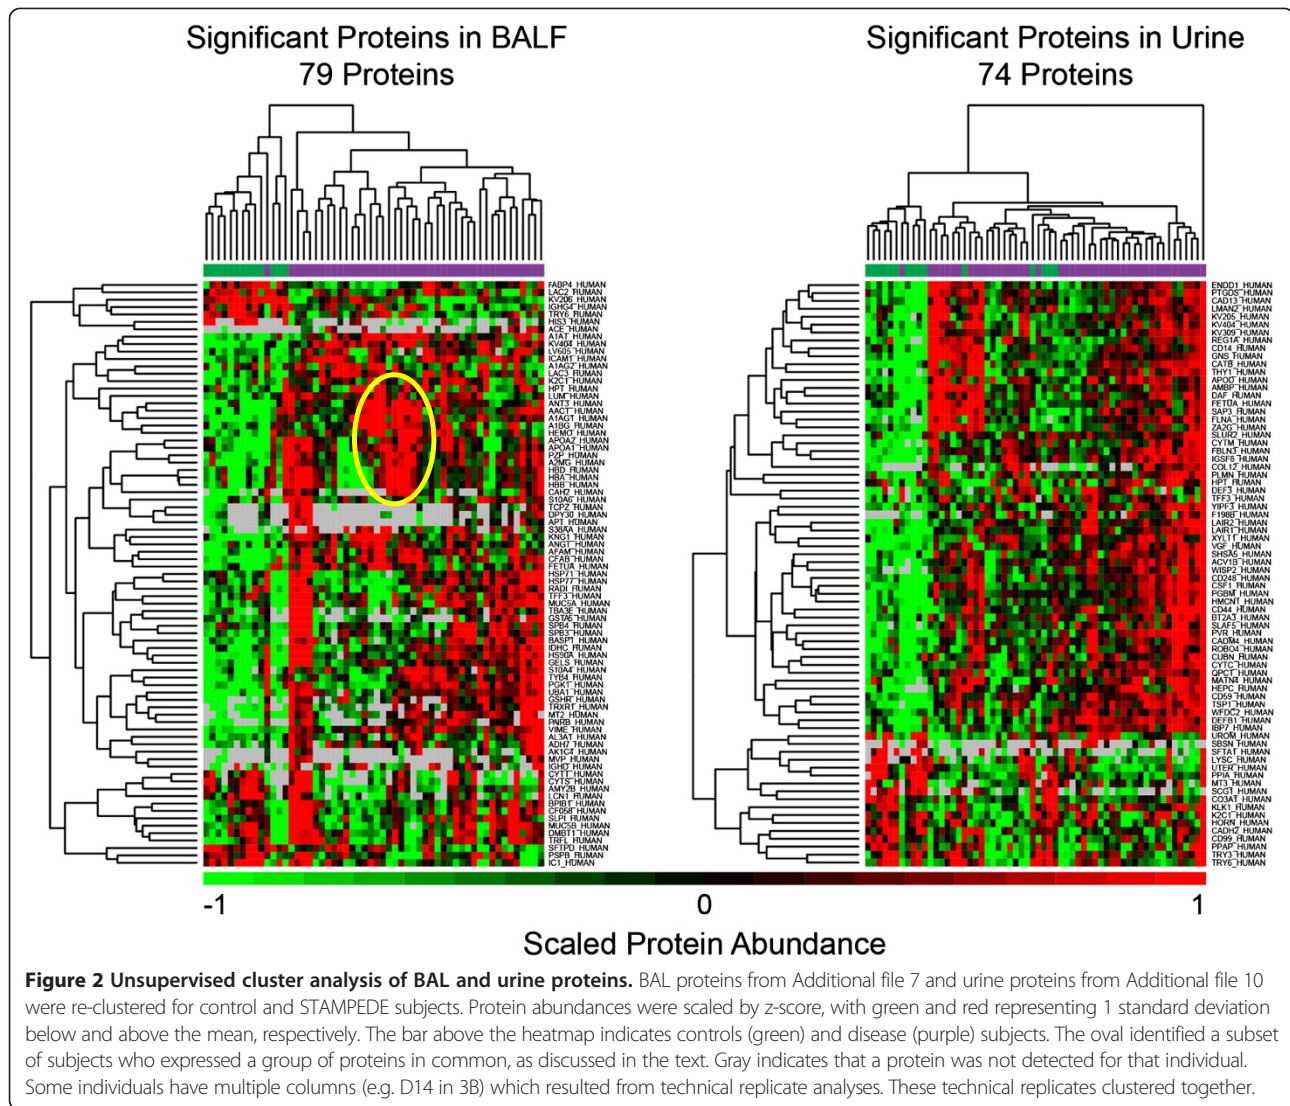 Significant Proteins in BALF
79 Proteins
Significant Proteins in Urine
74 Proteins
FABP4_HUMAN
LAC2_HUMAN
KV206_HUMAN
IGHG4_HUMAN
TRY6_HUMAN
HIS3_HUMAN
ACE_HUMAN
A1AT_HUMAN
KV404_HUMAN
LV605_HUMAN
ICAM1_HUMAN
A1AG2_HUMAN
LAC3_HUMAN
K2C1_HUMAN
HPT_HUMAN
LUM_HUMAN
ANT3_HUMAN
AACT_HUMAN
A1AG1_HUMAN
A1BG_HUMAN
HEMO_HUMAN
APOA2_HUMAN
APOA1_HUMAN
PZP_HUMAN
A2MG_HUMAN
HBD_HUMAN
HBA_HUMAN
HBB_HUMAN
CAH2_HUMAN
S10A6_HUMAN
TCPZ_HUMAN
DPY30_HUMAN
APT_HUMAN
S38AA_HUMAN
KNG1_HUMAN
ANGT_HUMAN
AFAM_HUMAN
CFAB_HUMAN
FETUA_HUMAN
HSP71_HUMAN
HSP77_HUMAN
RADI_HUMAN
TFF3_HUMAN
MUC5A_HUMAN
TBA3E_HUMAN
GSTA5_HUMAN
SPB4_HUMAN
SPB3_HUMAN
BASP1_HUMAN
IDHC_HUMAN
HS90A_HUMAN
GELS_HUMAN
S10A4_HUMAN
TYB4_HUMAN
PGK1_HUMAN
UBA1_HUMAN
GSHR_HUMAN
TRXR1_HUMAN
MT2_HUMAN
PNRB_HUMAN
VIME_HUMAN
AL3A1_HUMAN
ADH7_HUMAN
AK1C4_HUMAN
MVP_HUMAN
IGHD_HUMAN
CYTT_HUMAN
CYTS_HUMAN
AMY2B_HUMAN
LCN1_HUMAN
BPIB1_HUMAN
CF058_HUMAN
SLPI_HUMAN
MUC5B_HUMAN
DMBT1_HUMAN
TRFL_HUMAN
SFTPD_HUMAN
PSPB_HUMAN
IC1_HUMAN
ENDD1_HUMAN
PTGDS_HUMAN
CAD13_HUMAN
LMAN2_HUMAN
KV205_HUMAN
KV404_HUMAN
KV309_HUMAN
REG1A_HUMAN
CD14_HUMAN
GNS_HUMAN
CATB_HUMAN
THY1_HUMAN
APOD_HUMAN
AMBP_HUMAN
DAF_HUMAN
FETUA_HUMAN
SAP3_HUMAN
FLNA_HUMAN
ZA2G_HUMAN
SLUR2_HUMAN
CYTM_HUMAN
FBLN3_HUMAN
IGSF8_HUMAN
COL12_HUMAN
PLMN_HUMAN
HPT_HUMAN
DEF3_HUMAN
TFF3_HUMAN
YIPF3_HUMAN
F198B_HUMAN
LAIR2_HUMAN
LAIR1_HUMAN
XYLT1_HUMAN
VGF_HUMAN
SHSA5_HUMAN
ACV1B_HUMAN
WISP2_HUMAN
CD248_HUMAN
CSF1_HUMAN
PGBM_HUMAN
HMCN1_HUMAN
CD44_HUMAN
BT2A3_HUMAN
SLAF5_HUMAN
PVR_HUMAN
CADM4_HUMAN
ROBO4_HUMAN
CUBN_HUMAN
CYTC_HUMAN
QPCT_HUMAN
MATN4_HUMAN
HEPC_HUMAN
CD59_HUMAN
TSP1_HUMAN
WFDC2_HUMAN
DEFB1_HUMAN
IBP7_HUMAN
UROM_HUMAN
SBSN_HUMAN
SFTA1_HUMAN
LYSC_HUMAN
UTER_HUMAN
PPIA_HUMAN
MT3_HUMAN
SCG1_HUMAN
CO3A1_HUMAN
KLK1_HUMAN
K2C1_HUMAN
HORN_HUMAN
CADH2_HUMAN
CD99_HUMAN
PPAP_HUMAN
TRY3_HUMAN
TRY6_HUMAN
-1 0 1
Scaled Protein Abundance
Figure 2 Unsupervised cluster analysis of BAL and urine proteins. BAL proteins from Additional file 7 and urine proteins from Additional file 10
were re-clustered for control and STAMPEDE subjects. Protein abundances were scaled by z-score, with green and red representing 1 standard deviation
below and above the mean, respectively. The bar above the heatmap indicates controls (green) and disease (purple) subjects. The oval identified a subset
of subjects who expressed a group of proteins in common, as discussed in the text. Gray indicates that a protein was not detected for that individual.
Some individuals have multiple columns (e.g. D14 in 3B) which resulted from technical replicate analyses. These technical replicates clustered together.